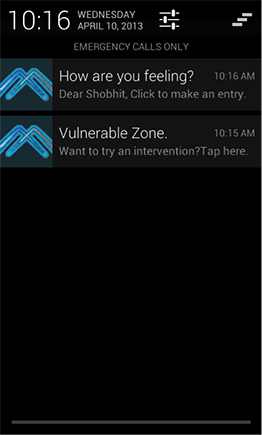 10:16 WEDNESDAY
APRIL 10, 2013
EMERGENCY CALLS ONLY
How are you feeling? 10:16 AM
Dear Shobhit, Click to make an entry.
Vulnerable Zone. 10:15 AM
Want to try an intervention?Tap here.